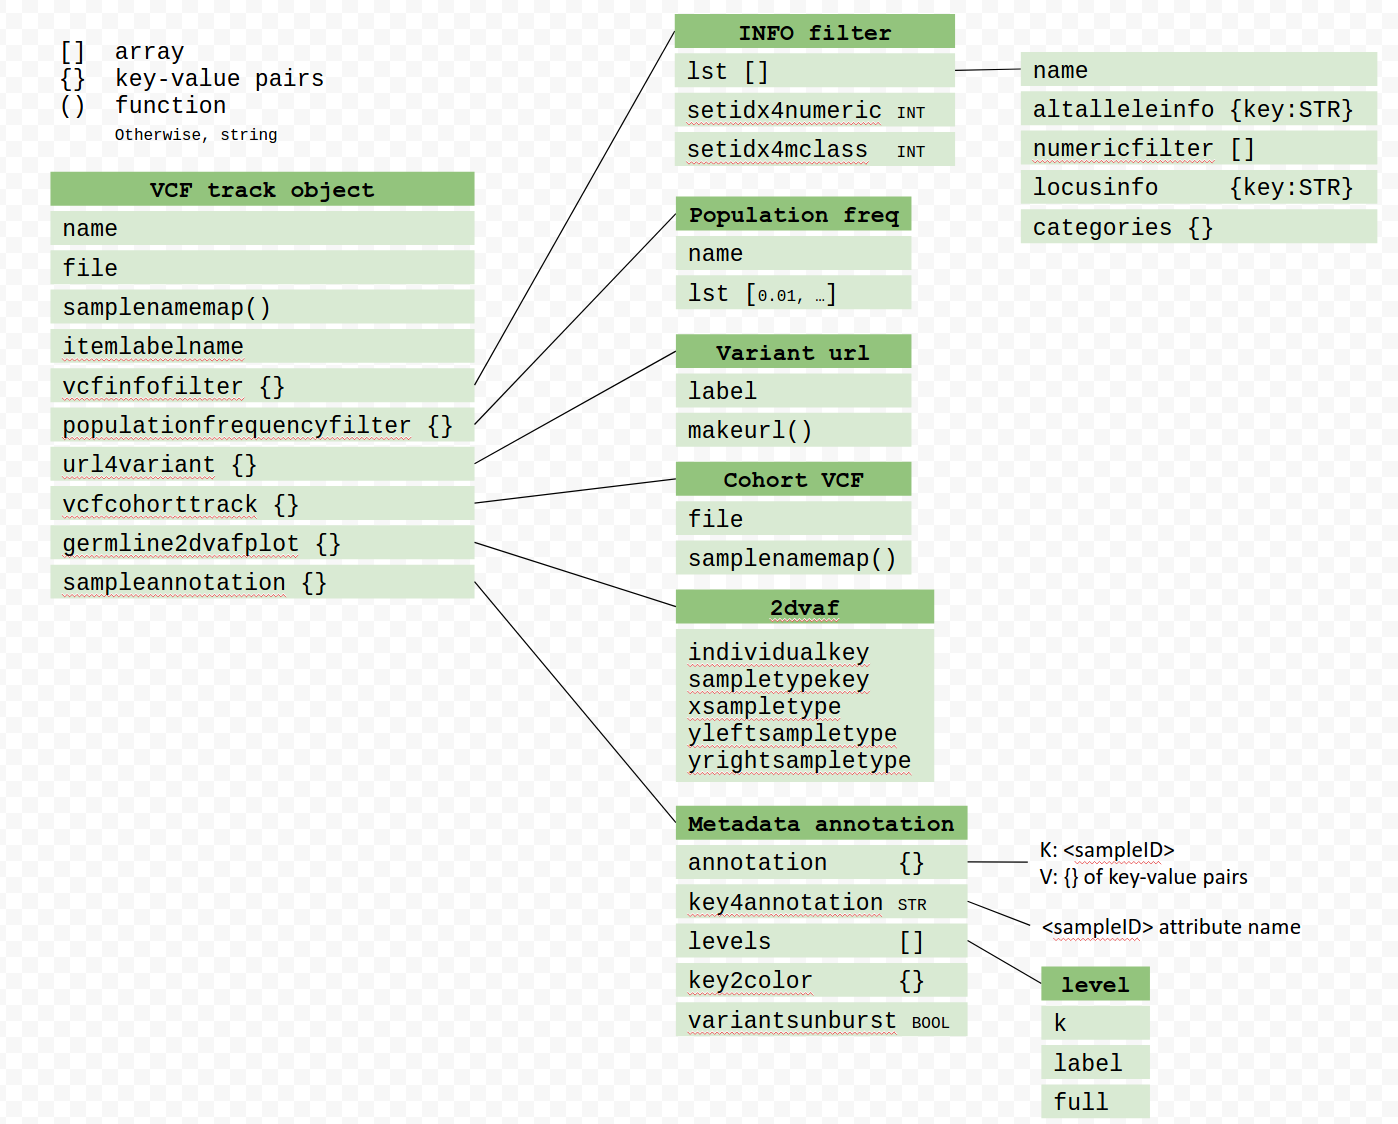 [] array
{} key-value pairs
() function
Otherwise, string
VCF track object
name
file
samplenamemap()
itemlabelname
vcfinfofilter {}
populationfrequencyfilter {}
url4variant {}
vcfcohorttrack {}
germline2dvafplot {}
sampleannotation {}
INFO filter
lst []
setidx4numeric INT
setidx4mclass INT
name
altalleleinfo {key:STR}
numericfilter []
locusinfo {key:STR}
categories {}
Population freq
name
lst [0.01, …]
Variant url
label
makeurl()
Cohort VCF
file
samplenamemap()
2dvaf
individualkey
sampletypekey
xsampletype
yleftsampletype
yrightsampletype
Metadata annotation
annotation {}
key4annotation STR
levels []
key2color {}
variantsunburst BOOL
K: <sampleID>
V: {} of key-value pairs
<sampleID> attribute name
level
k
label
full